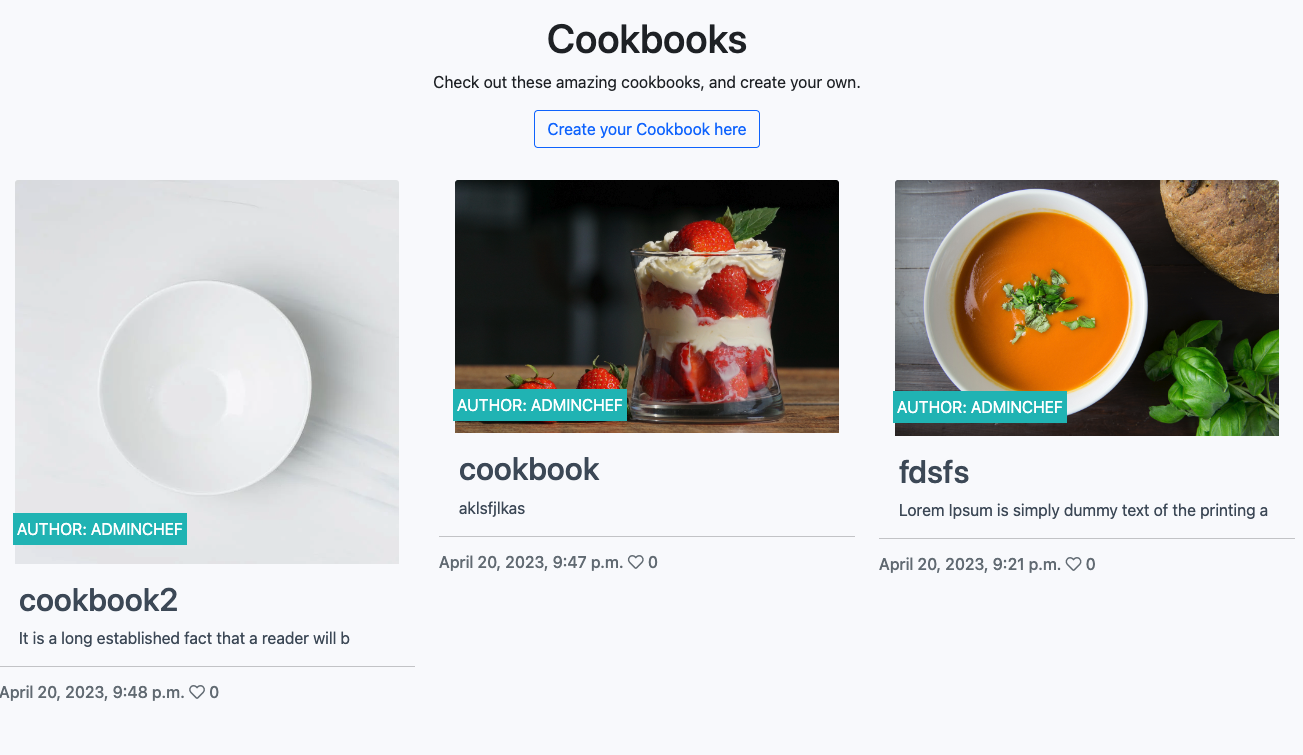 Cookbooks
Check out these amazing cookbooks, and create your own.
Create your Cookbook here
AUTHOR: ADMINCHEF
cookbook2
It is a long established fact that a reader will b
April 20, 2023, 9:48 p.m. 0
AUTHOR: ADMINCHEF
cookbook
aklsfjlkas
April 20, 2023, 9:47 p.m. 0
AUTHOR: ADMINCHEF
fdsfs
Lorem Ipsum is simply dummy text of the printing a
April 20, 2023, 9:21 p.m. 0